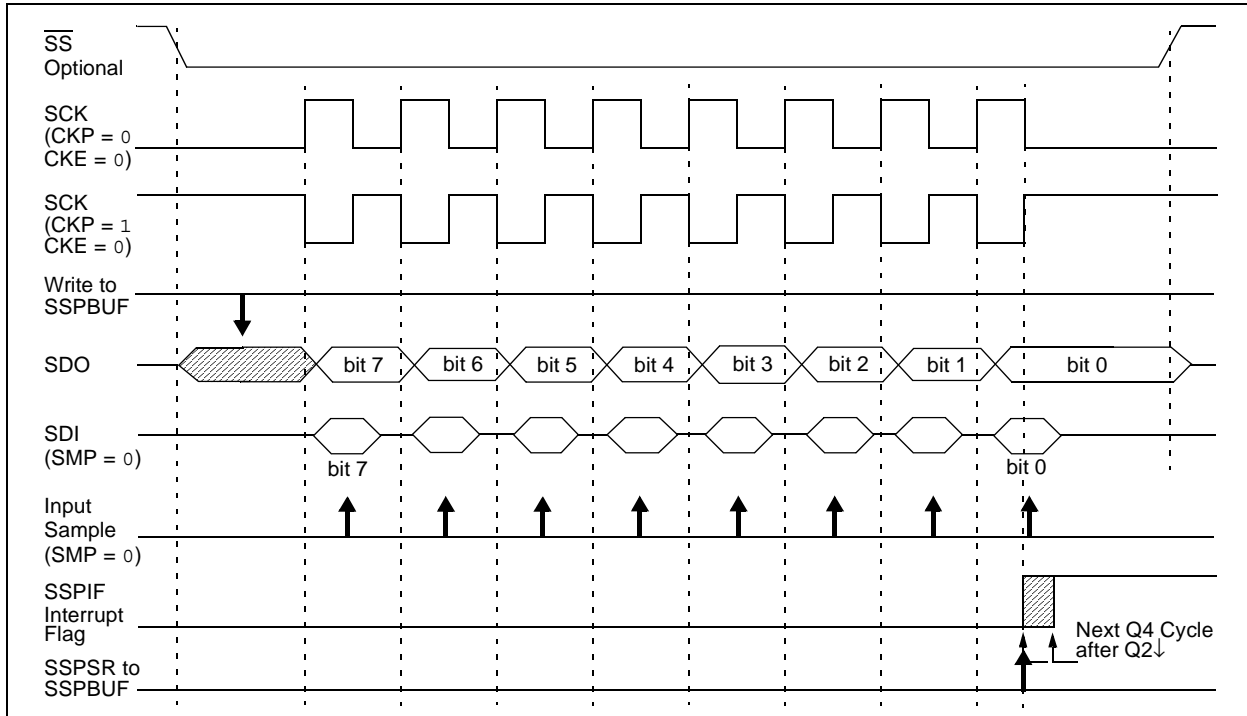 SS
Optional
SCK
(CKP = 0
CKE = 0)
SCK
(CKP = 1
CKE = 0)
Write to
SSPBUF
SDO
bit 7
bit 6
bit 5
bit 4
bit 3
bit 2
bit 1
bit 0
SDI
(SMP = 0)
bit 7
bit 0
Input
Sample
(SMP = 0)
SSPIF
Interrupt
Flag
Next Q4 Cycle
after Q2↓
SSPSR to
SSPBUF